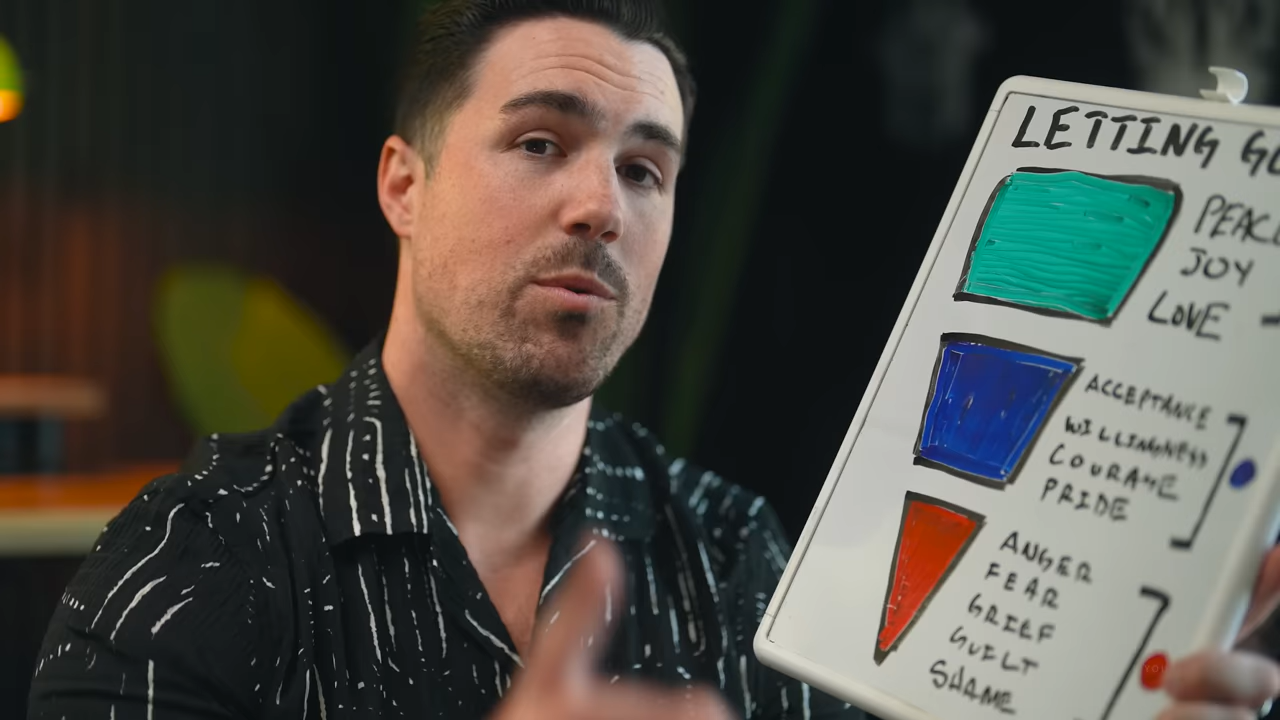 LETTING GO
PEACE
JOY
LOVE
ACCEPTANCE
WILLINGNESS
COURAGE
PRIDE
ANGER
FEAR
GRIEF
GUILT
SHAME